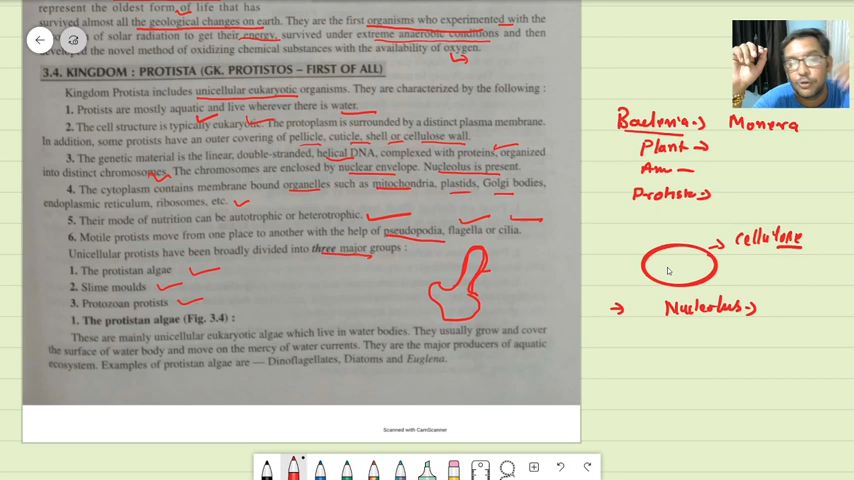 represent the oldest form of life that has
survived almost all the geological changes on earth. They are the first organisms who experimented with the
of solar radiation to get their energy, survived under extreme anaerobic conditions and then
the novel method of oxidizing chemical substances with the availability of oxygen.
3.4. KINGDOM : PROTISTA (GK. PROTISTOS – FIRST OF ALL)
Kingdom Protista includes unicellular eukaryotic organisms. They are characterized by the following :
1. Protists are mostly aquatic and live wherever there is water.
2. The cell structure is typically eukaryotic. The protoplasm is surrounded by a distinct plasma membrane.
In addition, some protists have an outer covering of pellicle, cuticle, shell or cellulose wall.
3. The genetic material is the linear, double-stranded, helical DNA, complexed with proteins, organized
into distinct chromosomes. The chromosomes are enclosed by nuclear envelope. Nucleolus is present.
4. The cytoplasm contains membrane bound organelles such as mitochondria, plastids, Golgi bodies,
endoplasmic reticulum, ribosomes, etc.
5. Their mode of nutrition can be autotrophic or heterotrophic.
6. Motile protists move from one place to another with the help of pseudopodia, flagella or cilia.
Unicellular protists have been broadly divided into three major groups :
1. The protistan algae
2. Slime moulds
3. Protozoan protists
1. The protistan algae (Fig. 3.4) :
These are mainly unicellular eukaryotic algae which live in water bodies. They usually grow and cover
the surface of water body and move on the mercy of water currents. They are the major producers of aquatic
ecosystem. Examples of protistan algae are — Dinoflagellates, Diatoms and Euglena.
Scanned with CamScanner
Bacteria → Monera
Plant →
Protista →
cellulose
→ Nucleolus →